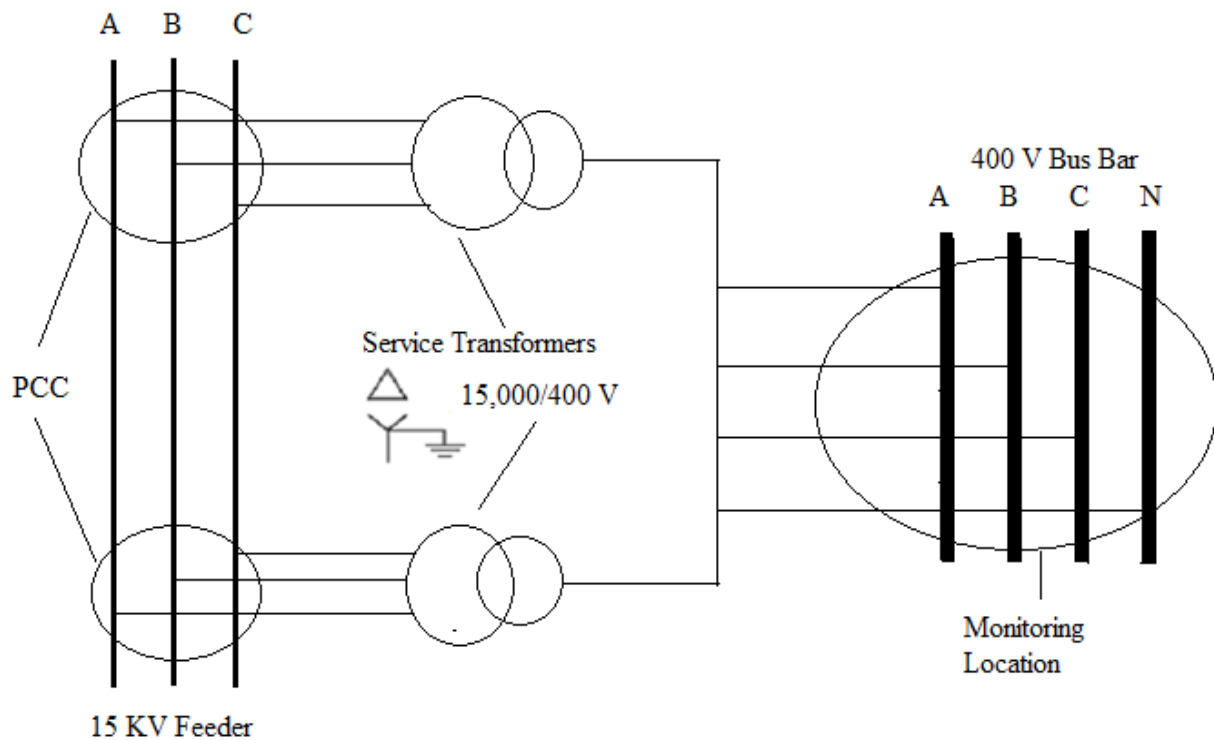 A B C
400 V Bus Bar
A B C N
Service Transformers
PCC
15,000/400 V
Monitoring
Location
15 KV Feeder